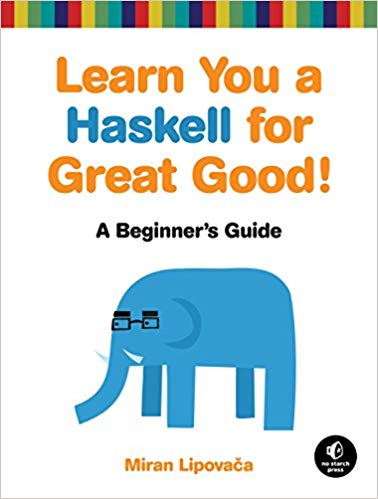 Learn You a
Haskell for
Great Good!
A Beginner's Guide
Miran Lipovača
no starch
press